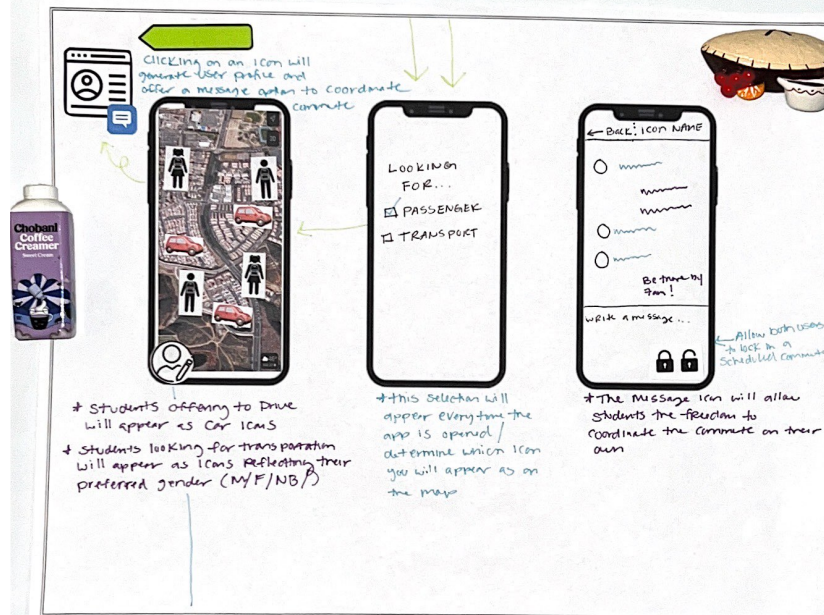 Clicking on an icon will
generate user profile and
offer a message option to coordinate
commute
Chobani
Coffee
Creamer
Sweet Cream
LOOKING
FOR...
PASSENGER
TRANSPORT
← BACK: ICON NAME
Be there by
7am!
WRITE a message...
Allow both users
to lock in a
scheduled commute
* Students offering to Drive
will appear as Car Icons
* Students looking for transportation
will appear as Icons Reflecting their
preferred gender (M/F/NB/)
* this selection will
appear everytime the
app is opened/
determine which icon
you will appear as on
the map
* The Message icon will allow
students the freedom to
coordinate the commute on their
own